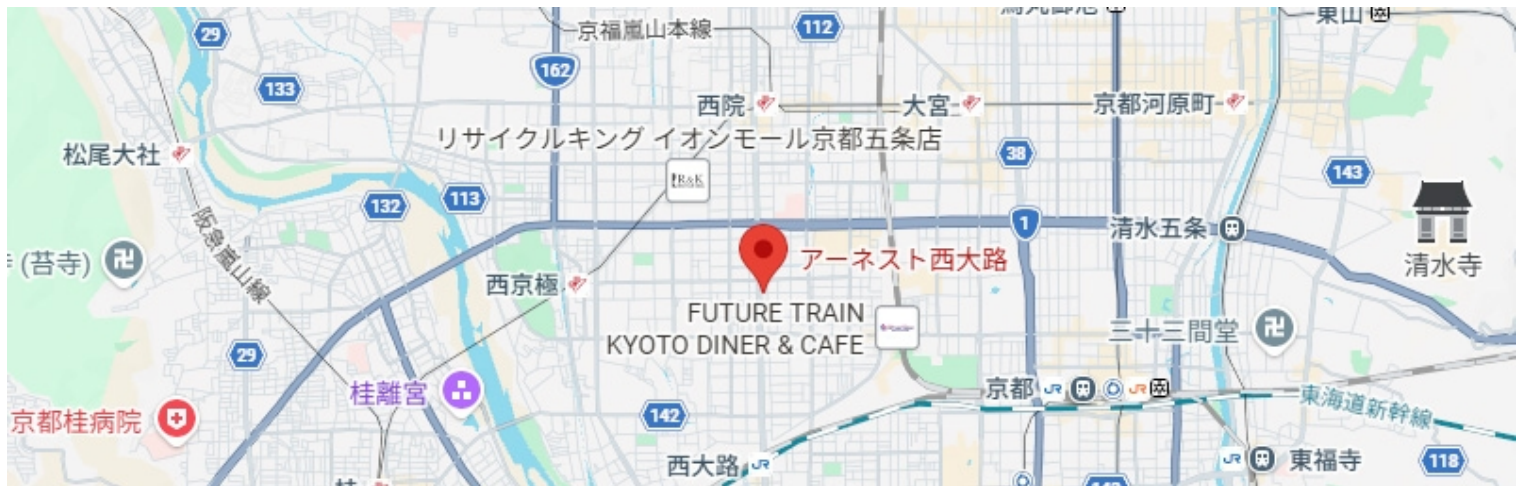 東山
29
京福嵐山本線
112
162
133
西院
大宮
京都河原町
リサイクルキング イオンモール京都五条店
松尾大社
38
143
R&K
132
113
阪急嵐山線
1
清水五条
(苔寺)
アーネスト西大路
清水寺
西京極
FUTURE TRAIN
KYOTO DINER & CAFE
三十三間堂
29
桂離宮
京都
JR
JR
東海道新幹線
京都桂病院
142
西大路
JR
JR
東福寺
118